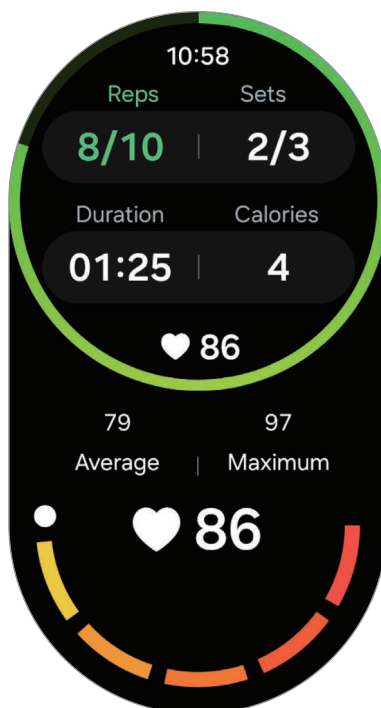 10:58
Reps Sets
8/10 2/3
Duration Calories
01:25 4
86
79 97
Average Maximum
86